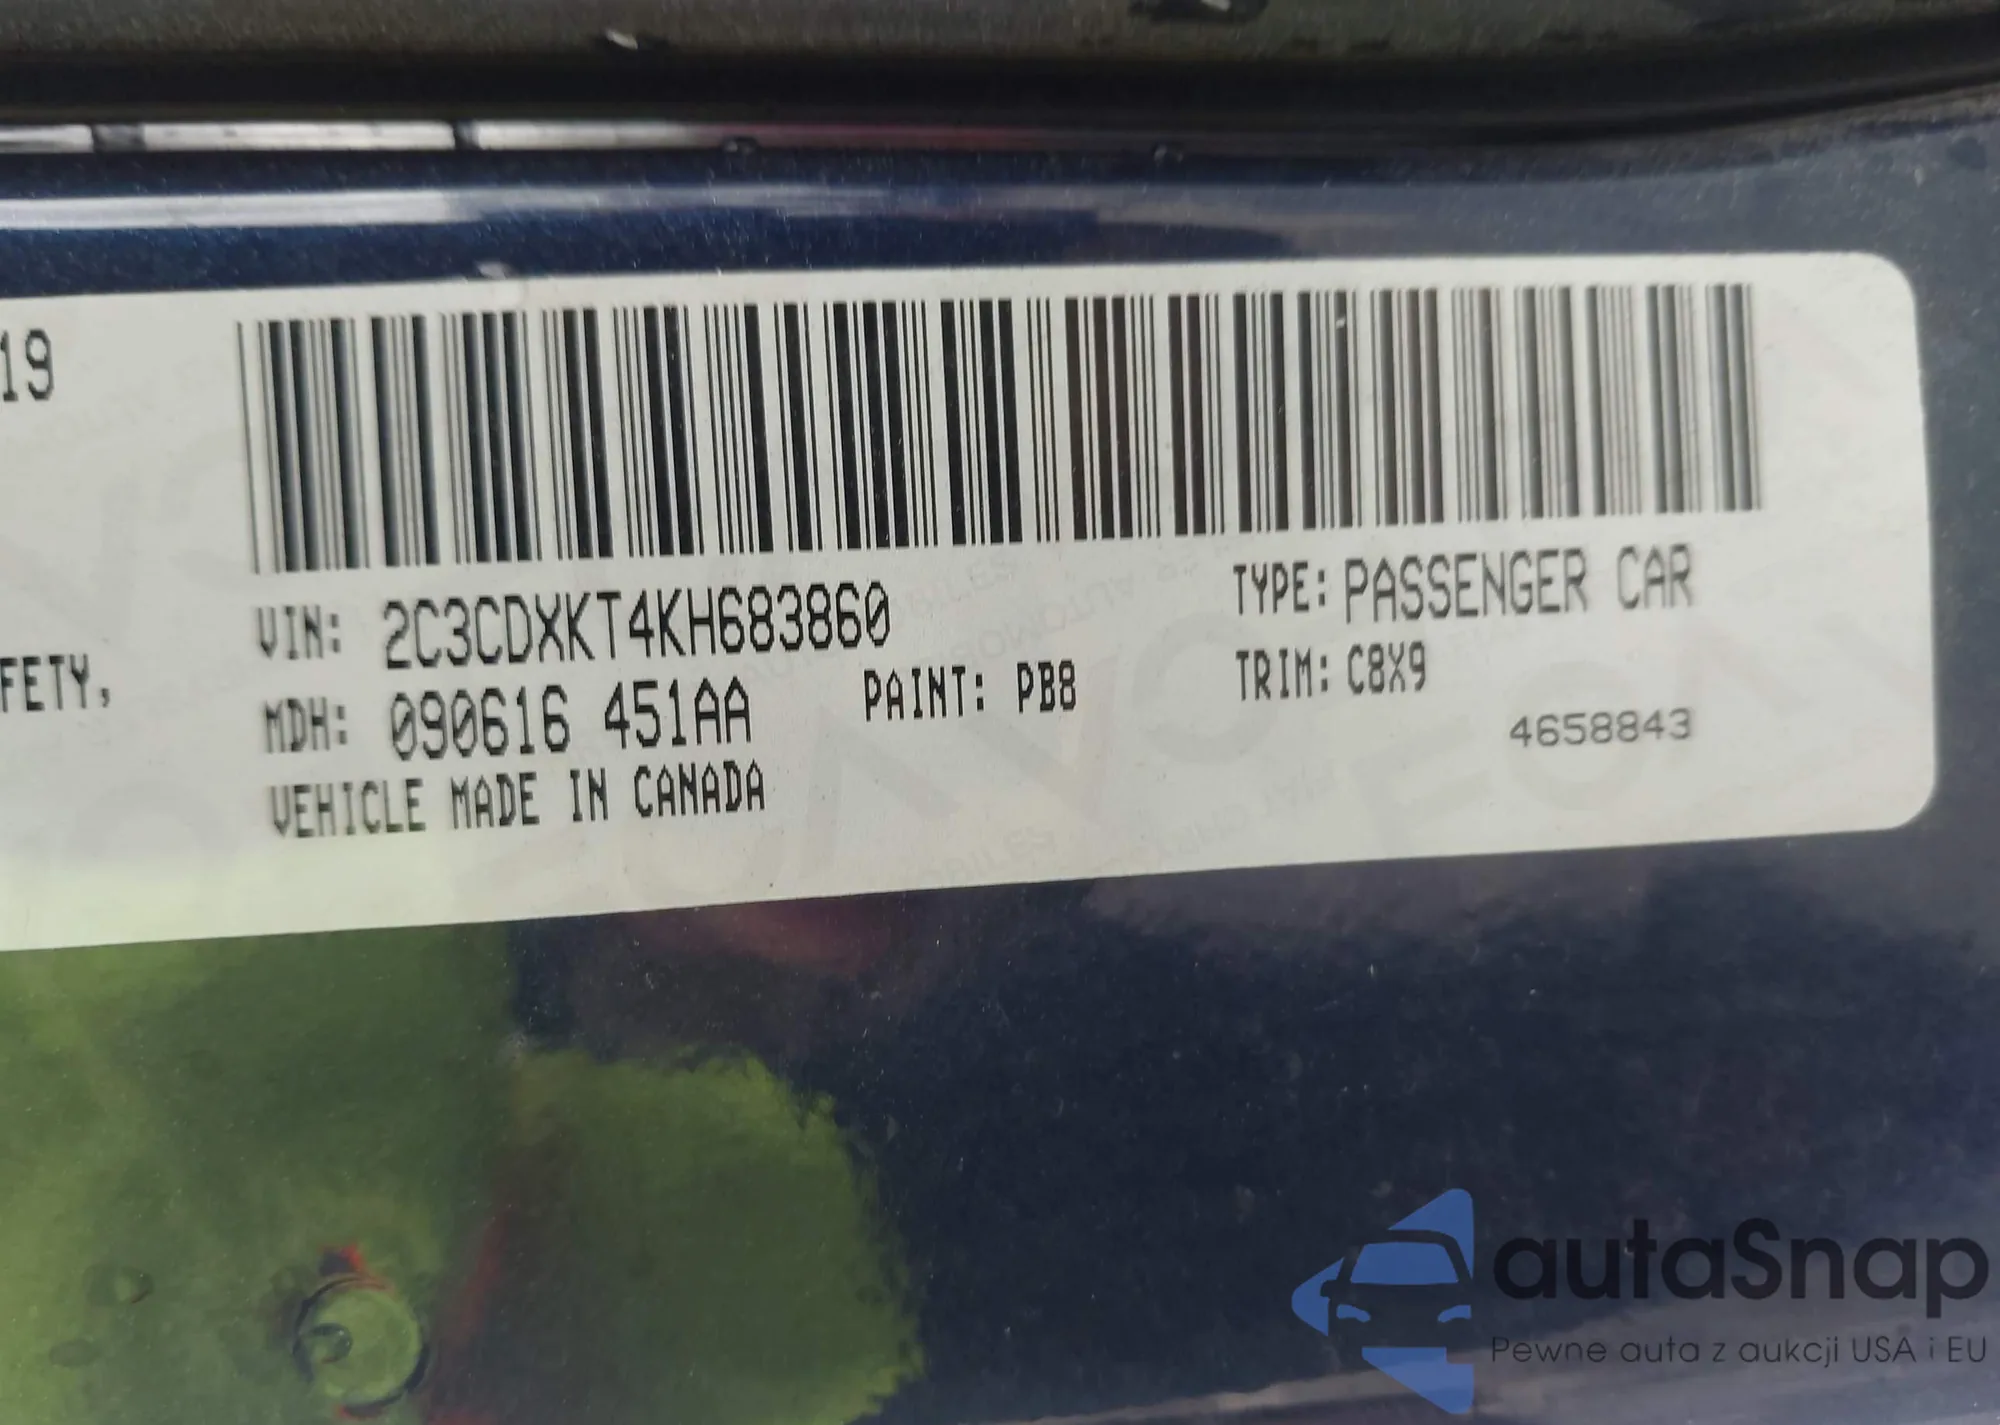 19
FETY,
VIN: 2C3CDXKT4KH683860
TYPE: PASSENGER CAR
MDH: 090616 451AA
PAINT: PB8
TRIM: C8X9
VEHICLE MADE IN CANADA
4658843
autaSnap
Pewne auta z aukcji USA i EU